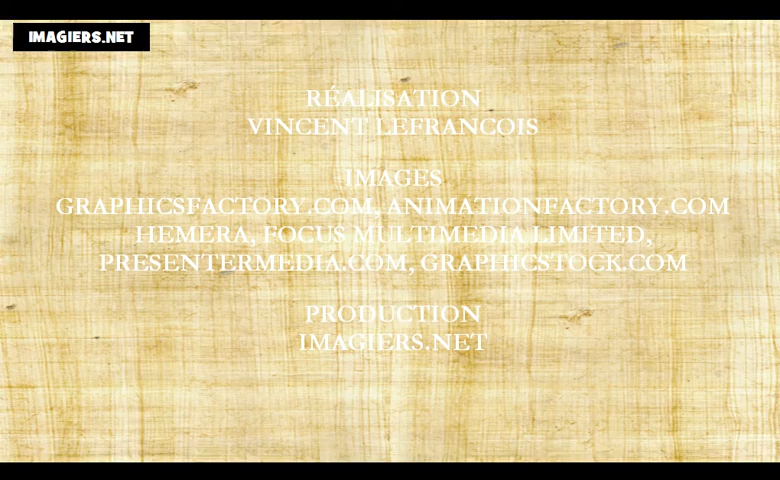 IMAGIERS.NET
RÉALISATION
VINCENT LEFRANCOIS
IMAGES
GRAPHICSFACTORY.COM, ANIMATIONFACTORY.COM
HEMERA, FOCUS MULTIMEDIA LIMITED,
PRESENTERMEDIA.COM, GRAPHICSTOCK.COM
PRODUCTION
IMAGIERS.NET